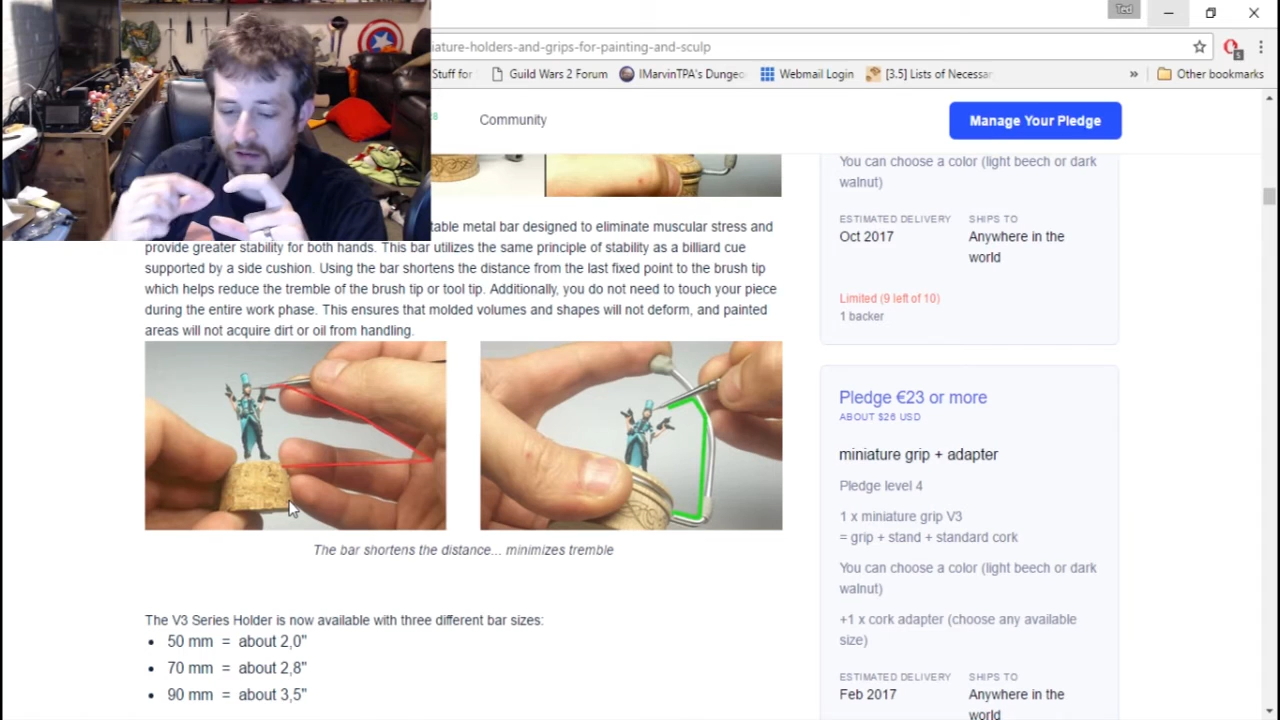 Ted
ature-holders-and-grips-for-painting-and-sculp
5
Stuff for
Guild Wars 2 Forum
IMarvinTPA's Dunge
Webmail Login
[3.5] Lists of Necessar
»
Other bookmarks
Community
Manage Your Pledge
table metal bar designed to eliminate muscular stress and
provide greater stability for both hands. This bar utilizes the same principle of stability as a billiard cue
supported by a side cushion. Using the bar shortens the distance from the last fixed point to the brush tip
which helps reduce the tremble of the brush tip or tool tip. Additionally, you do not need to touch your piece
during the entire work phase. This ensures that molded volumes and shapes will not deform, and painted
areas will not acquire dirt or oil from handling.
The bar shortens the distance... minimizes tremble
The V3 Series Holder is now available with three different bar sizes:
• 50 mm = about 2,0"
• 70 mm = about 2,8"
• 90 mm = about 3,5"
You can choose a color (light beech or dark
walnut)
ESTIMATED DELIVERY SHIPS TO
Oct 2017 Anywhere in the
world
Limited (9 left of 10)
1 backer
Pledge €23 or more
ABOUT $26 USD
miniature grip + adapter
Pledge level 4
1 x miniature grip V3
= grip + stand + standard cork
You can choose a color (light beech or dark
walnut)
+1 x cork adapter (choose any available
size)
ESTIMATED DELIVERY SHIPS TO
Feb 2017 Anywhere in the
world